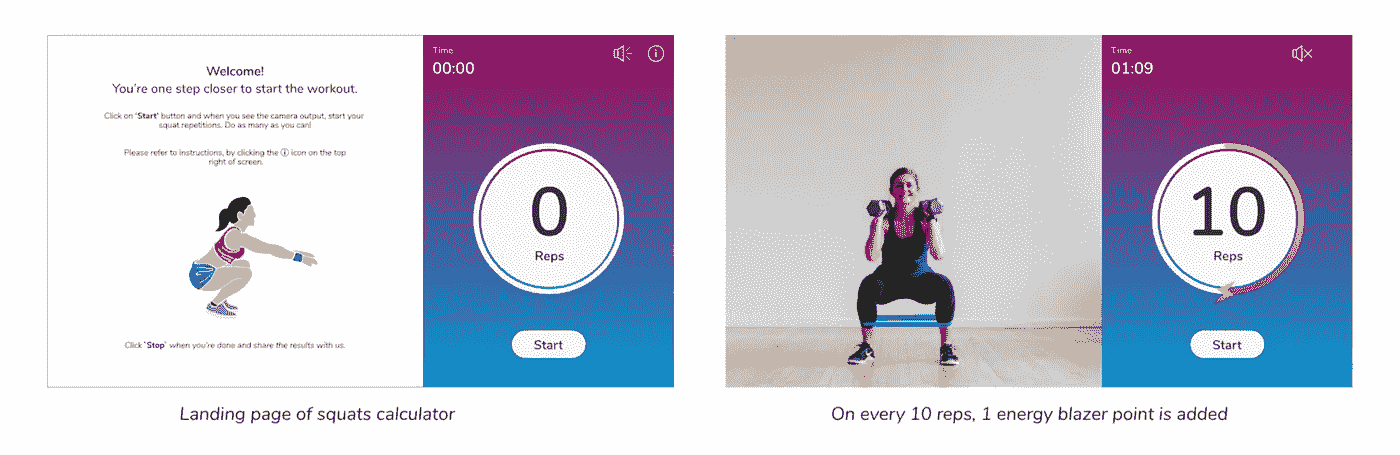 Welcome!
You're one step closer to start the workout.
Click on 'Start' button and when you see the camera output, start your
squat repetitions. Do as many as you can!
Please refer to instructions, by clicking the ⓘ icon on the top
right of screen.
Click 'Stop' when you're done and share the results with us.
Time
00:00
0
Reps
Start
Landing page of squats calculator
Time
01:09
10
Reps
Start
On every 10 reps, 1 energy blazer point is added